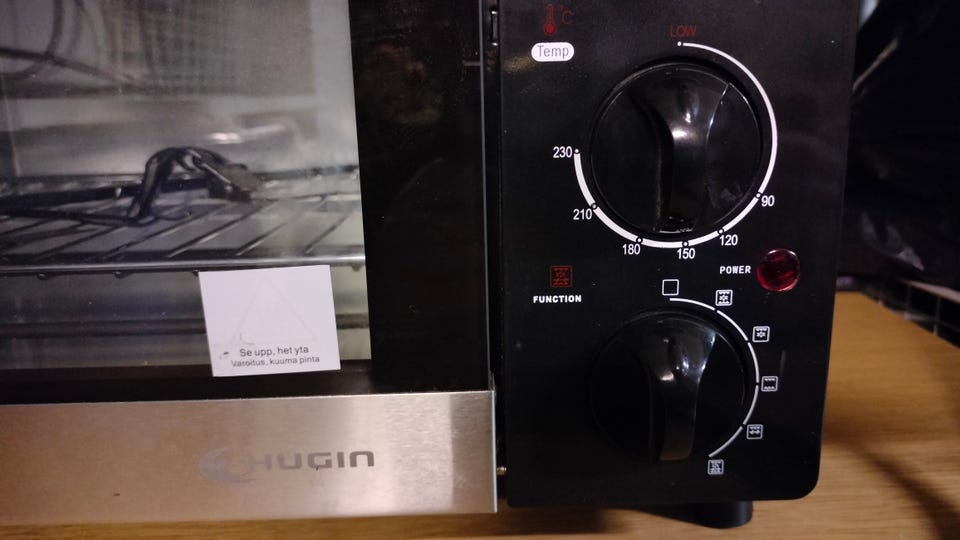 °C
Temp
LOW
230
210
180
150
120
90
POWER
FUNCTION
Se upp, het yta
Varoitus, kuuma pinta
HUGIN